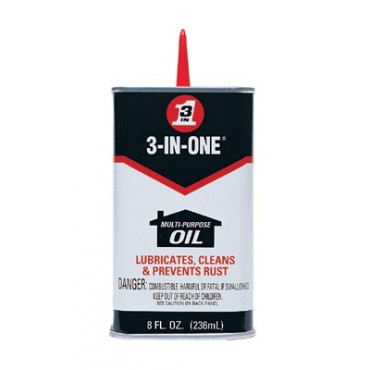 3
IN
1
3-IN-ONE®
MULTI-PURPOSE
OIL
LUBRICATES, CLEANS
& PREVENTS RUST
DANGER: COMBUSTIBLE. HARMFUL OR FATAL IF SWALLOWED.
KEEP OUT OF REACH OF CHILDREN.
SEE CAUTION ON BACK PANEL.
8 FL. OZ. (236mL)